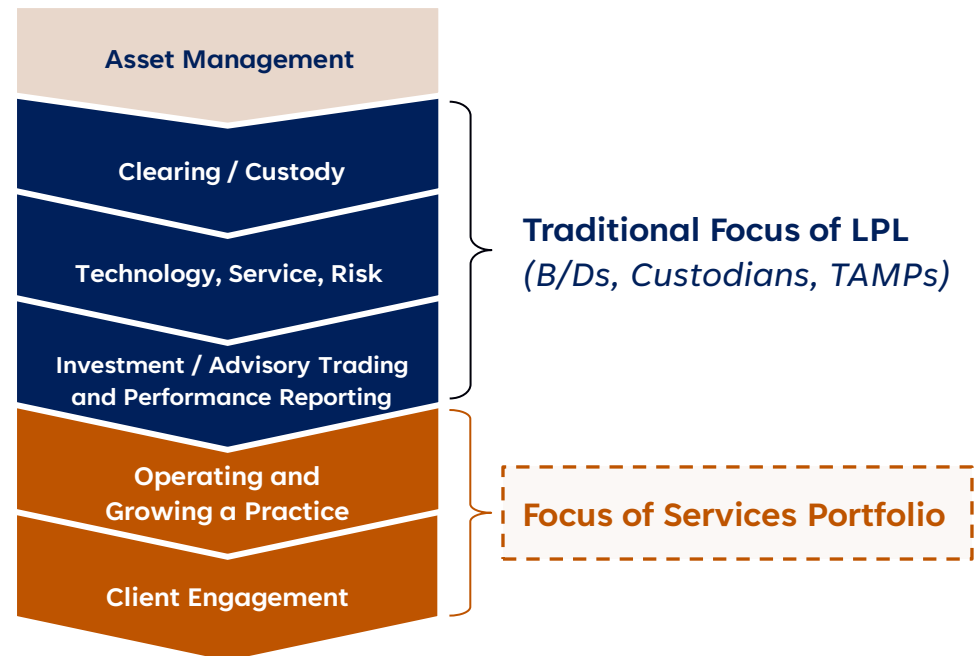 Asset Management
Clearing / Custody
Technology, Service, Risk
Investment / Advisory Trading
and Performance Reporting
Operating and
Growing a Practice
Client Engagement
Traditional Focus of LPL
(B/Ds, Custodians, TAMPs)
Focus of Services Portfolio